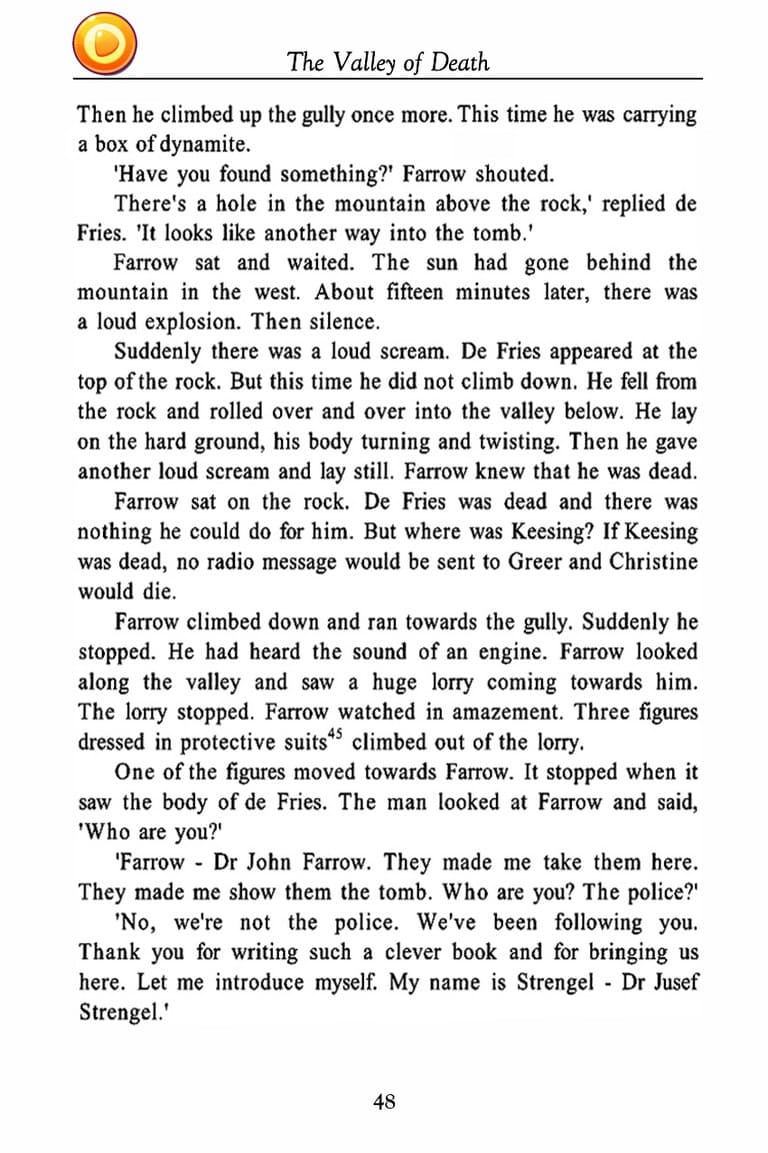 The Valley of Death
Then he climbed up the gully once more. This time he was carrying
a box of dynamite.
'Have you found something?' Farrow shouted.
There's a hole in the mountain above the rock,' replied de
Fries. 'It looks like another way into the tomb.'
Farrow sat and waited. The sun had gone behind the
mountain in the west. About fifteen minutes later, there was
a loud explosion. Then silence.
Suddenly there was a loud scream. De Fries appeared at the
top of the rock. But this time he did not climb down. He fell from
the rock and rolled over and over into the valley below. He lay
on the hard ground, his body turning and twisting. Then he gave
another loud scream and lay still. Farrow knew that he was dead.
Farrow sat on the rock. De Fries was dead and there was
nothing he could do for him. But where was Keesing? If Keesing
was dead, no radio message would be sent to Greer and Christine
would die.
Farrow climbed down and ran towards the gully. Suddenly he
stopped. He had heard the sound of an engine. Farrow looked
along the valley and saw a huge lorry coming towards him.
The lorry stopped. Farrow watched in amazement. Three figures
dressed in protective suits⁴⁵ climbed out of the lorry.
One of the figures moved towards Farrow. It stopped when it
saw the body of de Fries. The man looked at Farrow and said,
'Who are you?'
'Farrow - Dr John Farrow. They made me take them here.
They made me show them the tomb. Who are you? The police?'
'No, we're not the police. We've been following you.
Thank you for writing such a clever book and for bringing us
here. Let me introduce myself. My name is Strengel - Dr Jusef
Strengel.'
48